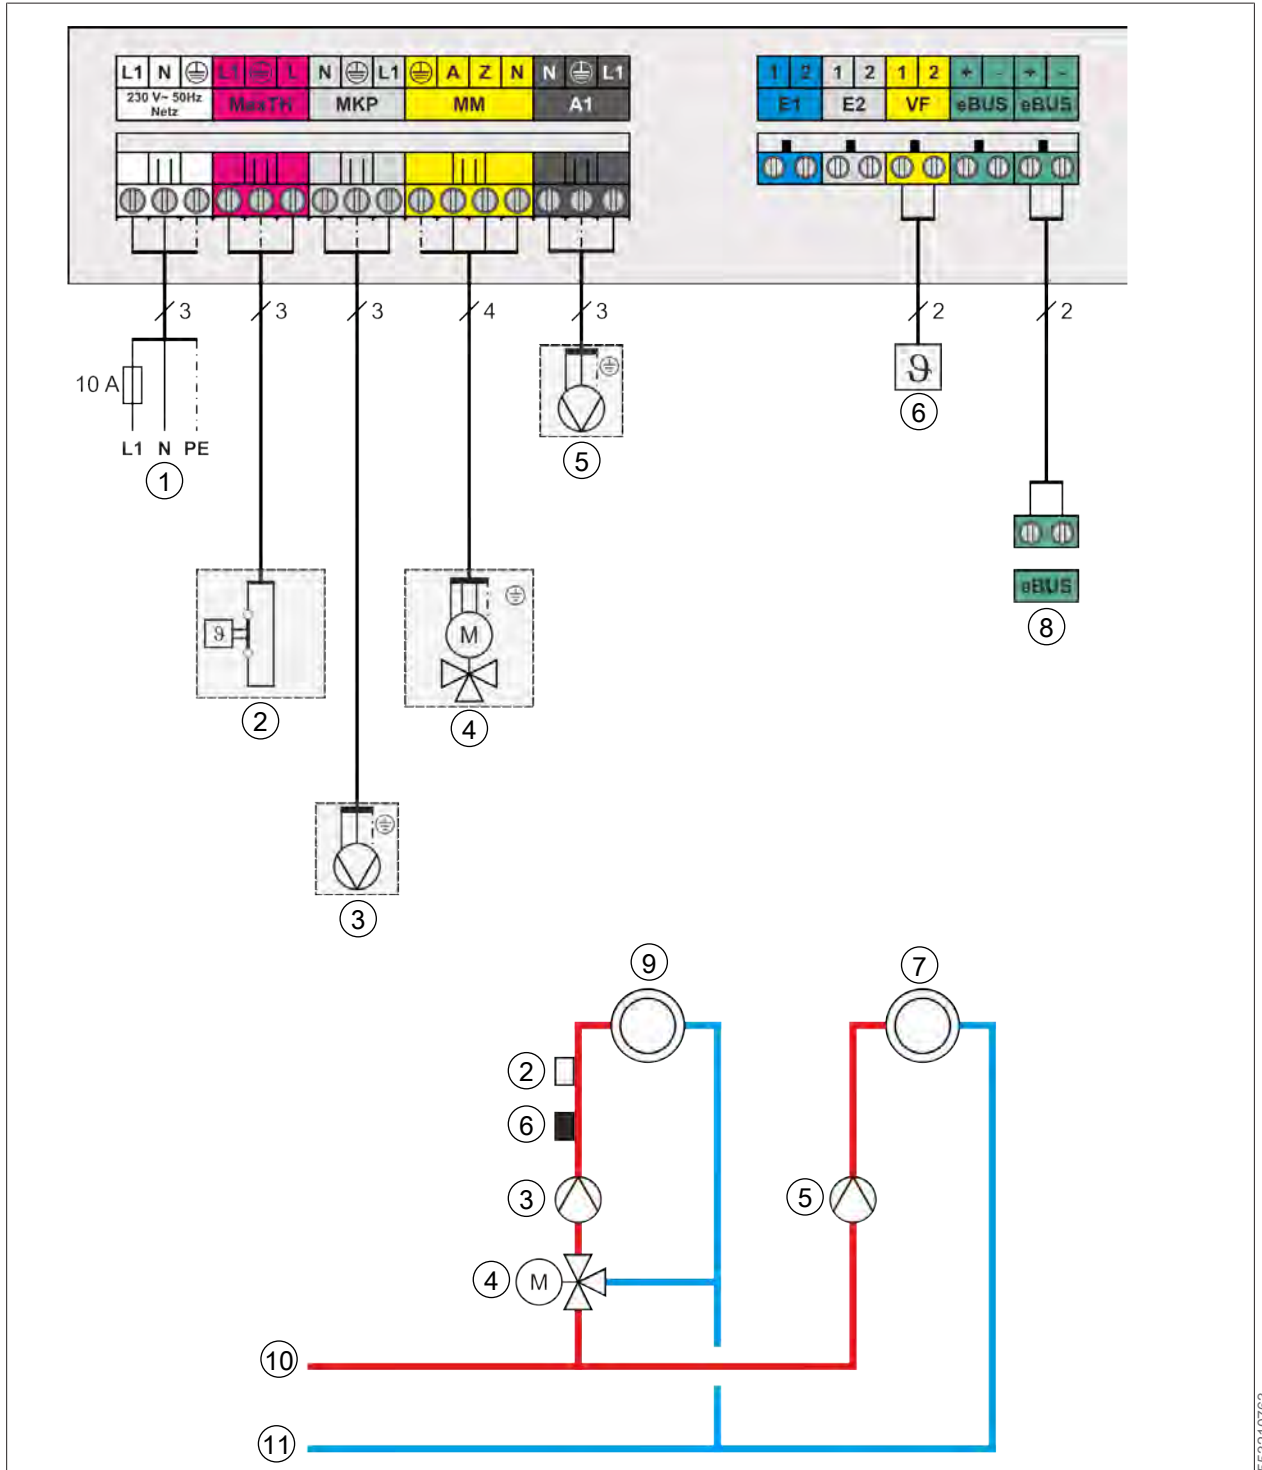 L1 N L1 L N L1 A Z N N L1 1 2 1 2 1 2 + - + -
230 V~ 50Hz
Netz
MaxTH MKP MM A1 E1 E2 VF eBUS eBUS
3 3 3 4 3 2 2
10 A
ϑ
6
L1 N PE
1
5
eBUS
8
ϑ
M
2
4
3
9
7
2
6
3
5
4
M
10
11